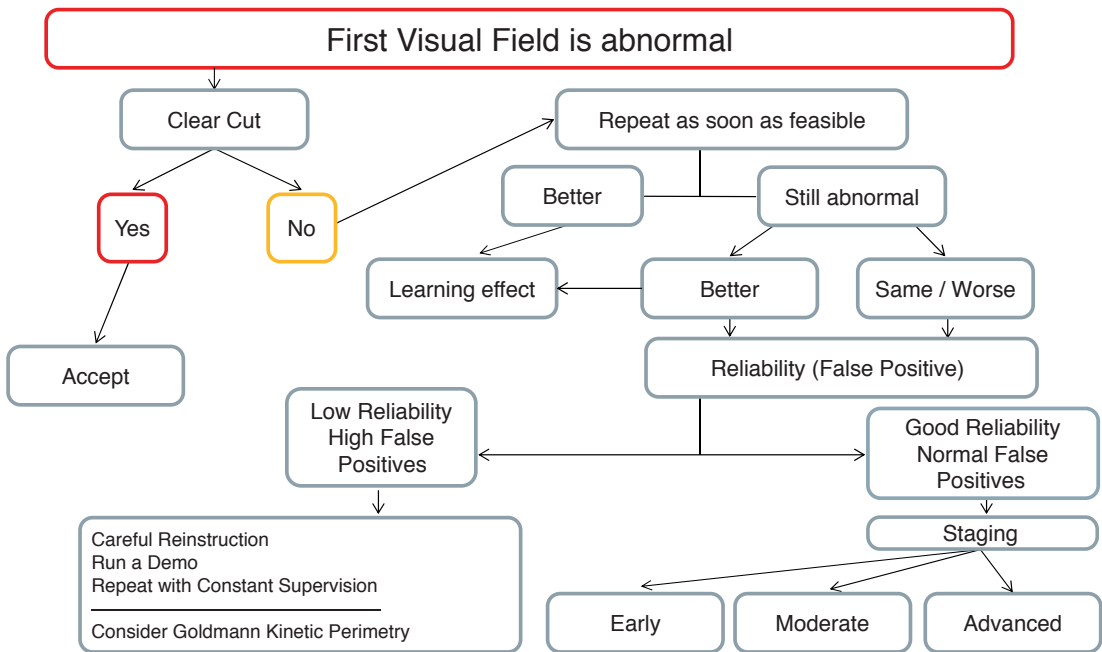 First Visual Field is abnormal
Clear Cut
Repeat as soon as feasible
Better
Still abnormal
Yes
No
Learning effect
Better
Same / Worse
Accept
Reliability (False Positive)
Low Reliability
High False
Positives
Good Reliability
Normal False
Positives
Careful Reinstruction
Run a Demo
Repeat with Constant Supervision
Consider Goldmann Kinetic Perimetry
Staging
Early
Moderate
Advanced